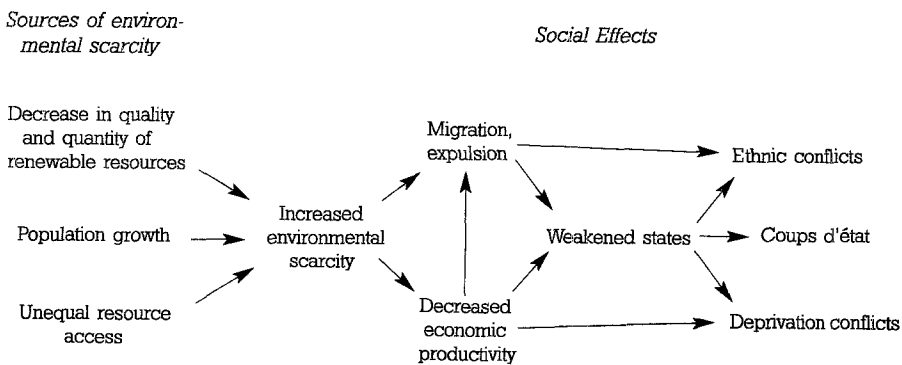 Sources of environ-
mental scarcity
Social Effects
Decrease in quality
and quantity of
renewable resources
Population growth
Unequal resource
access
Increased
environmental
scarcity
Migration,
expulsion
Decreased
economic
productivity
Weakened states
Ethnic conflicts
Coups d'état
Deprivation conflicts